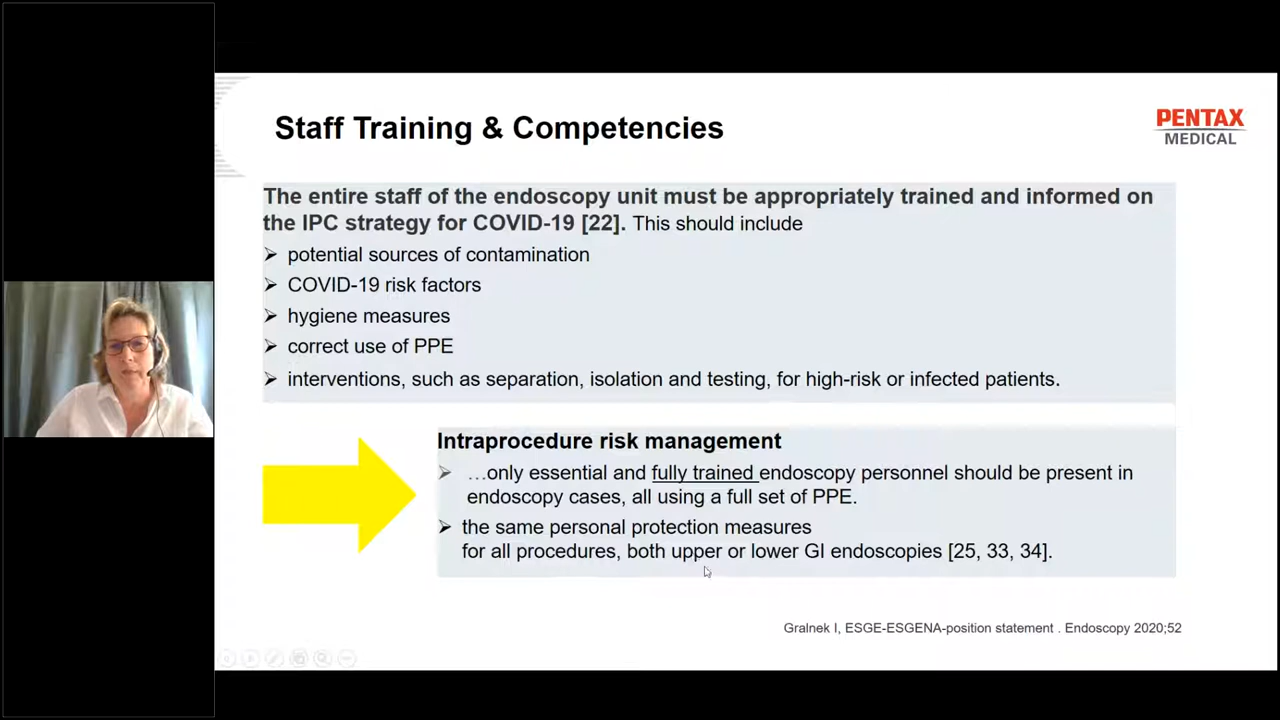 Staff Training & Competencies
PENTAX
MEDICAL
The entire staff of the endoscopy unit must be appropriately trained and informed on
the IPC strategy for COVID-19 [22]. This should include
➢ potential sources of contamination
➢ COVID-19 risk factors
➢ hygiene measures
➢ correct use of PPE
➢ interventions, such as separation, isolation and testing, for high-risk or infected patients.
Intraprocedure risk management
➢ …only essential and fully trained endoscopy personnel should be present in
endoscopy cases, all using a full set of PPE.
➢ the same personal protection measures
for all procedures, both upper or lower GI endoscopies [25, 33, 34].
Gralnek I, ESGE-ESGENA-position statement . Endoscopy 2020;52